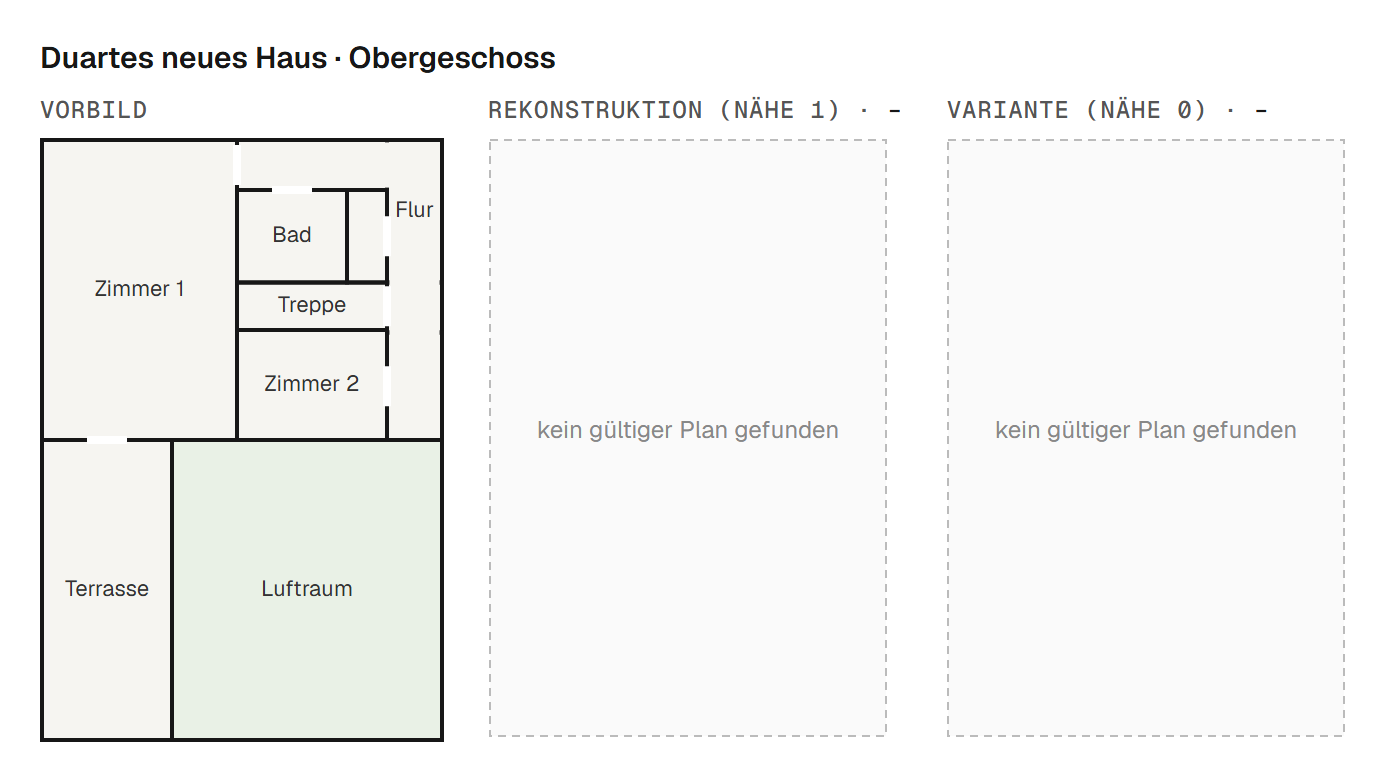 Duartes neues Haus · Obergeschoss
VORBILD
REKONSTRUKTION (NÄHE 1) · –
VARIANTE (NÄHE 0) · –
Flur
Bad
Zimmer 1
Treppe
Zimmer 2
kein gültiger Plan gefunden
kein gültiger Plan gefunden
Terrasse
Luftraum